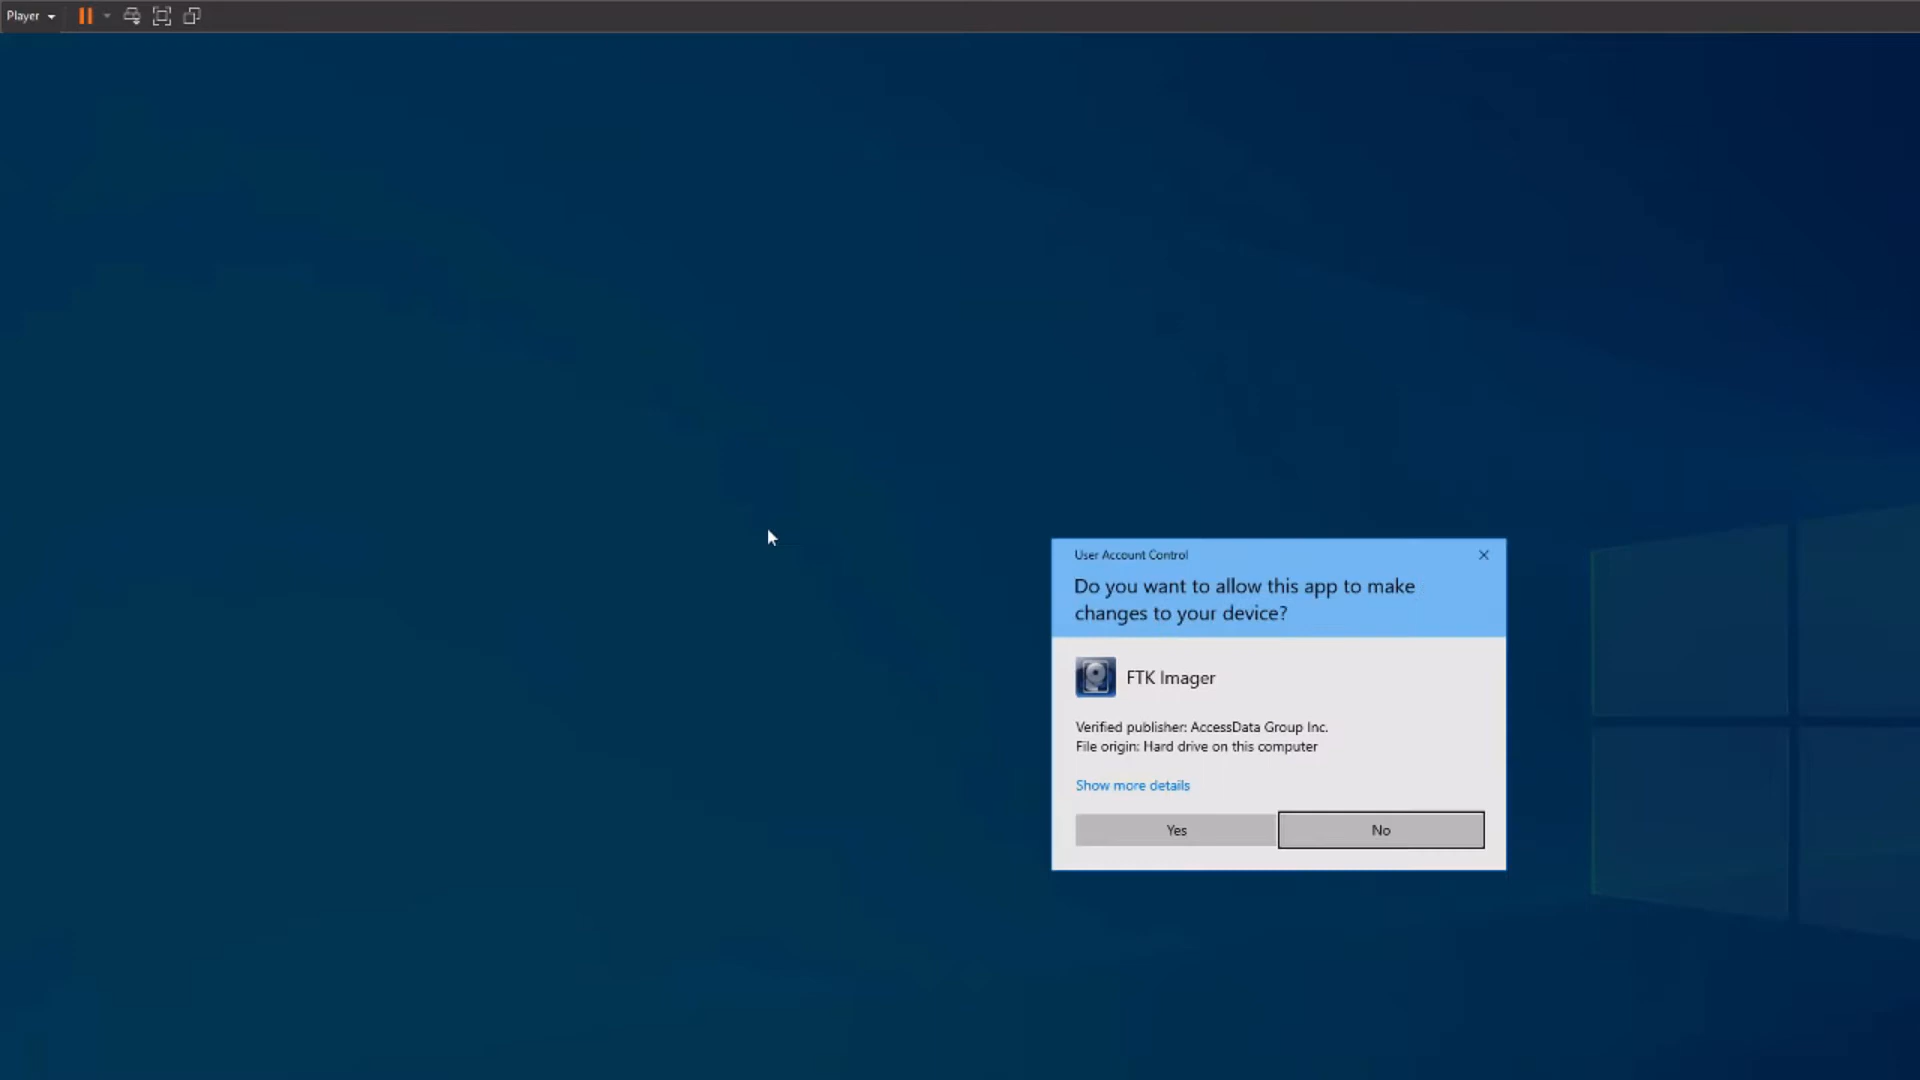 Player
User Account Control
Do you want to allow this app to make
changes to your device?
FTK Imager
Verified publisher: AccessData Group Inc.
File origin: Hard drive on this computer
Show more details
Yes
No